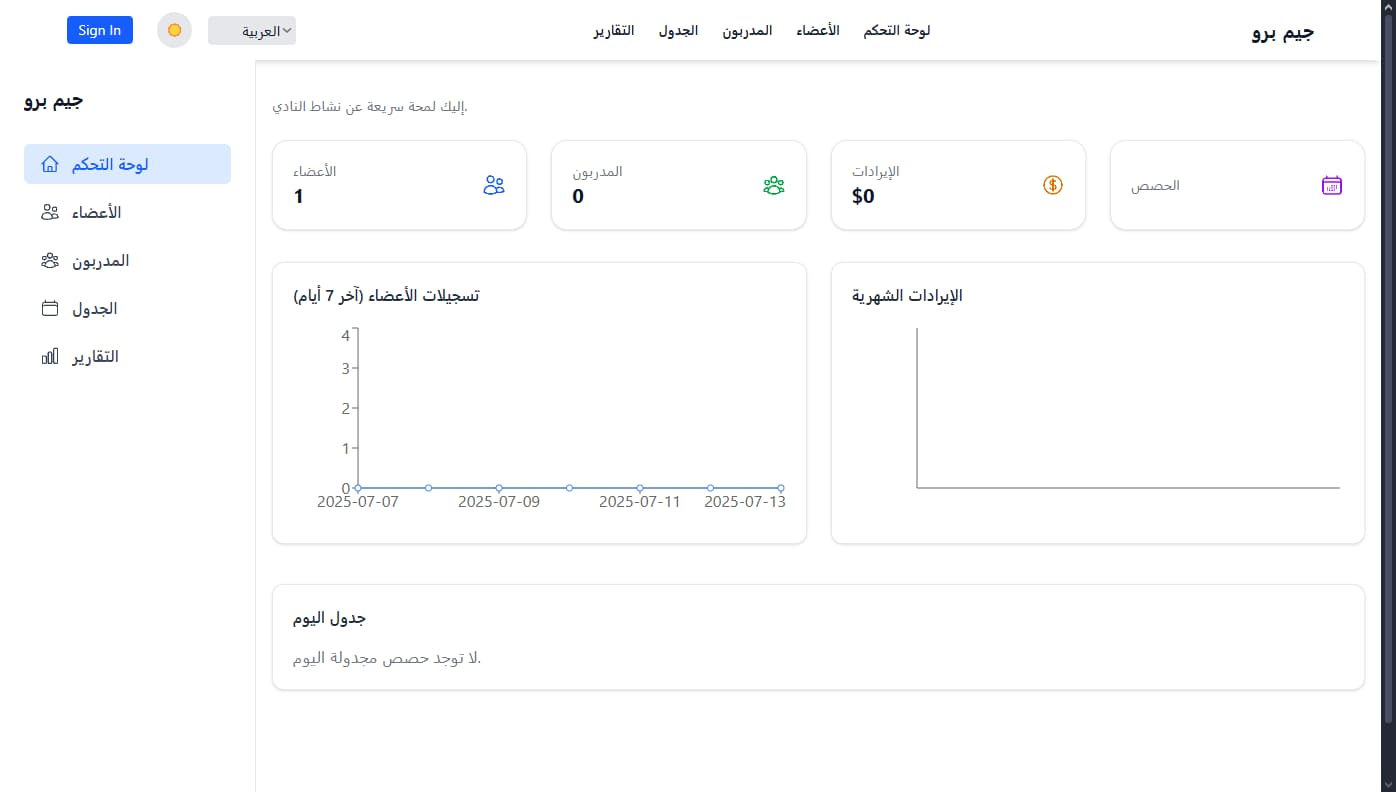 جيم برو
لوحة التحكم
الأعضاء
المدربون
الجدول
التقارير
العربية
Sign In
جيم برو
لوحة التحكم
الأعضاء
المدربون
الجدول
التقارير
إليك لمحة سريعة عن نشاط النادي.
الأعضاء
1
المدربون
0
الإيرادات
$0
الحصص
تسجيلات الأعضاء (آخر 7 أيام)
4
3
2
1
0
2025-07-07
2025-07-09
2025-07-11
2025-07-13
الإيرادات الشهرية
جدول اليوم
لا توجد حصص مجدولة اليوم.